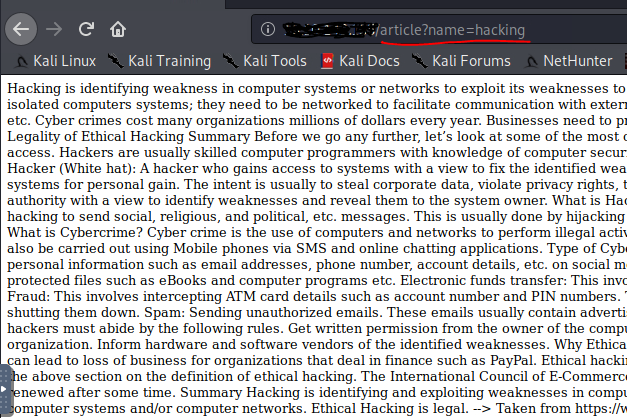 /article?name=hacking
Kali Linux Kali Training Kali Tools Kali Docs Kali Forums NetHunter
Hacking is identifying weakness in computer systems or networks to exploit its weaknesses to
isolated computers systems; they need to be networked to facilitate communication with extern
etc. Cyber crimes cost many organizations millions of dollars every year. Businesses need to pr
Legality of Ethical Hacking Summary Before we go any further, let's look at some of the most c
access. Hackers are usually skilled computer programmers with knowledge of computer secur
Hacker (White hat): A hacker who gains access to systems with a view to fix the identified wea
systems for personal gain. The intent is usually to steal corporate data, violate privacy rights, t
authority with a view to identify weaknesses and reveal them to the system owner. What is Hac
hacking to send social, religious, and political, etc. messages. This is usually done by hijacking
What is Cybercrime? Cyber crime is the use of computers and networks to perform illegal activ
also be carried out using Mobile phones via SMS and online chatting applications. Type of Cybe
personal information such as email addresses, phone number, account details, etc. on social m
protected files such as eBooks and computer programs etc. Electronic funds transfer: This invo
Fraud: This involves intercepting ATM card details such as account number and PIN numbers. T
shutting them down. Spam: Sending unauthorized emails. These emails usually contain adverti
hackers must abide by the following rules. Get written permission from the owner of the compu
organization. Inform hardware and software vendors of the identified weaknesses. Why Ethica
can lead to loss of business for organizations that deal in finance such as PayPal. Ethical hackin
the above section on the definition of ethical hacking. The International Council of E-Commerc
renewed after some time. Summary Hacking is identifying and exploiting weaknesses in compu
computer systems and/or computer networks. Ethical Hacking is legal. --> Taken from https://w